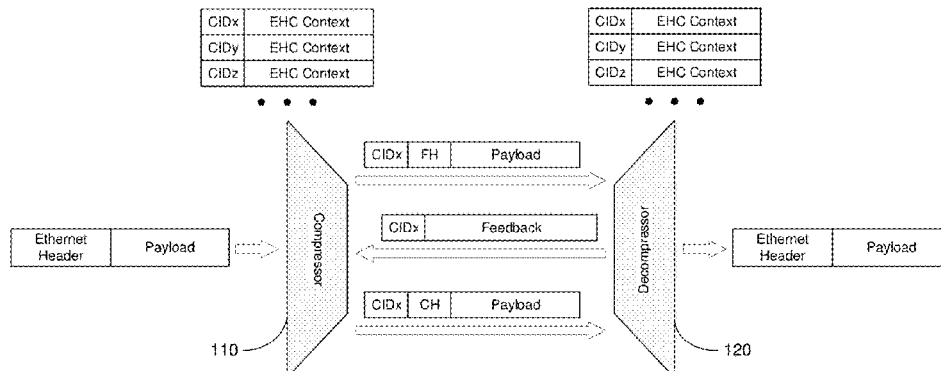 CIDx EHC Context
CIDy EHC Context
CIDz EHC Context
CIDx EHC Context
CIDy EHC Context
CIDz EHC Context
CIDx FH Payload
Compressor
CIDx Feedback
Decompressor
Ethernet Header Payload
Ethernet Header Payload
CIDx CH Payload
110
120